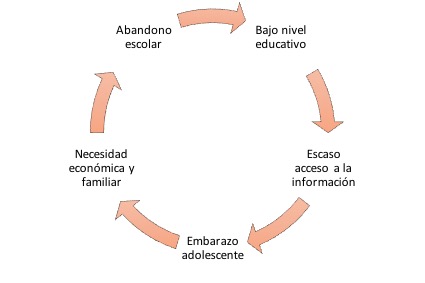 Abandono
escolar
Bajo nivel
educativo
Escaso
acceso a la
información
Embarazo
adolescente
Necesidad
económica y
familiar